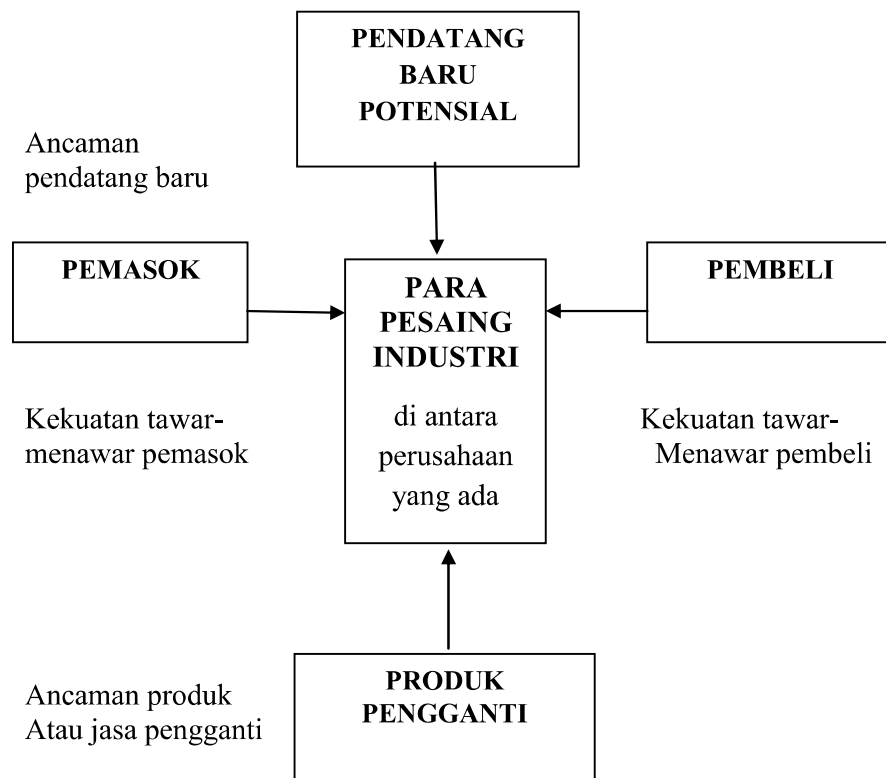 PENDATANG
BARU
POTENSIAL
Ancaman
pendatang baru
PEMASOK
PARA
PESAING
INDUSTRI
di antara
perusahaan
yang ada
PEMBELI
Kekuatan tawar-
menawar pemasok
Kekuatan tawar-
Menawar pembeli
Ancaman produk
Atau jasa pengganti
PRODUK
PENGGANTI